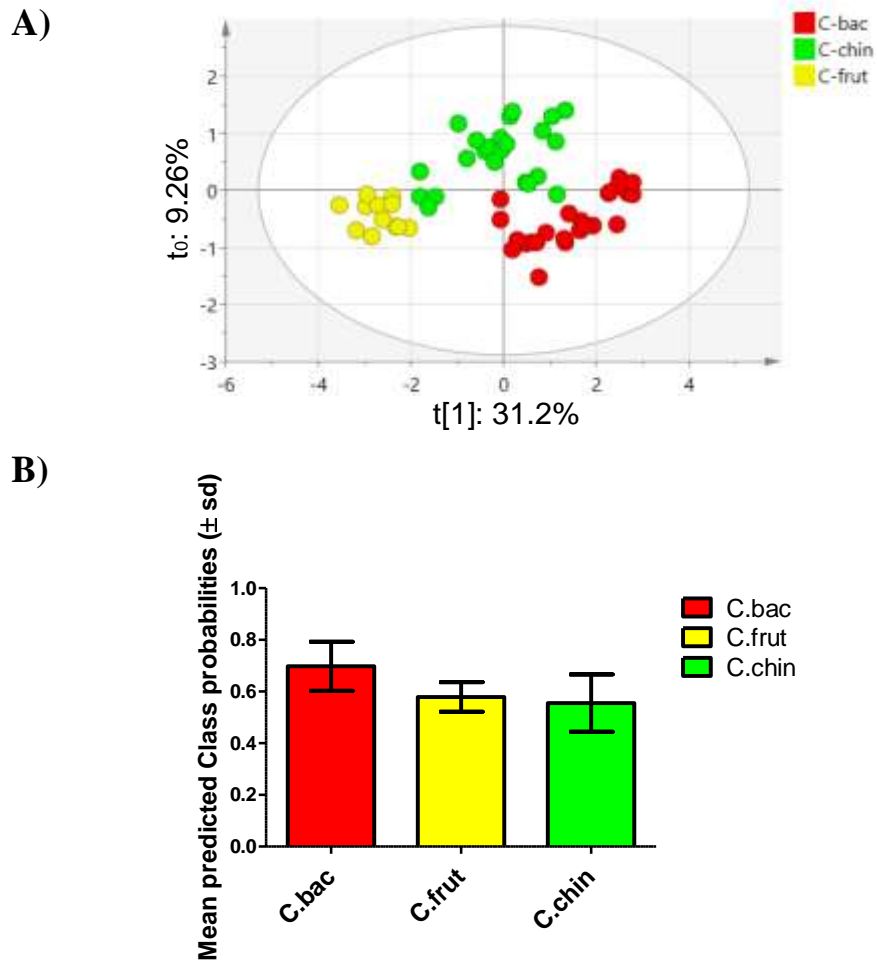 A)
C-bac
C-chin
C-frut
2
1
0
-1
-2
-3
t₀: 9.26%
-6 -4 -2 0 2 4
t[1]: 31.2%
B)
Mean predicted Class probabilities (± sd)
1.0
0.8
0.6
0.4
0.2
0.0
C.bac
C.frut
C.chin
C.bac C.frut C.chin